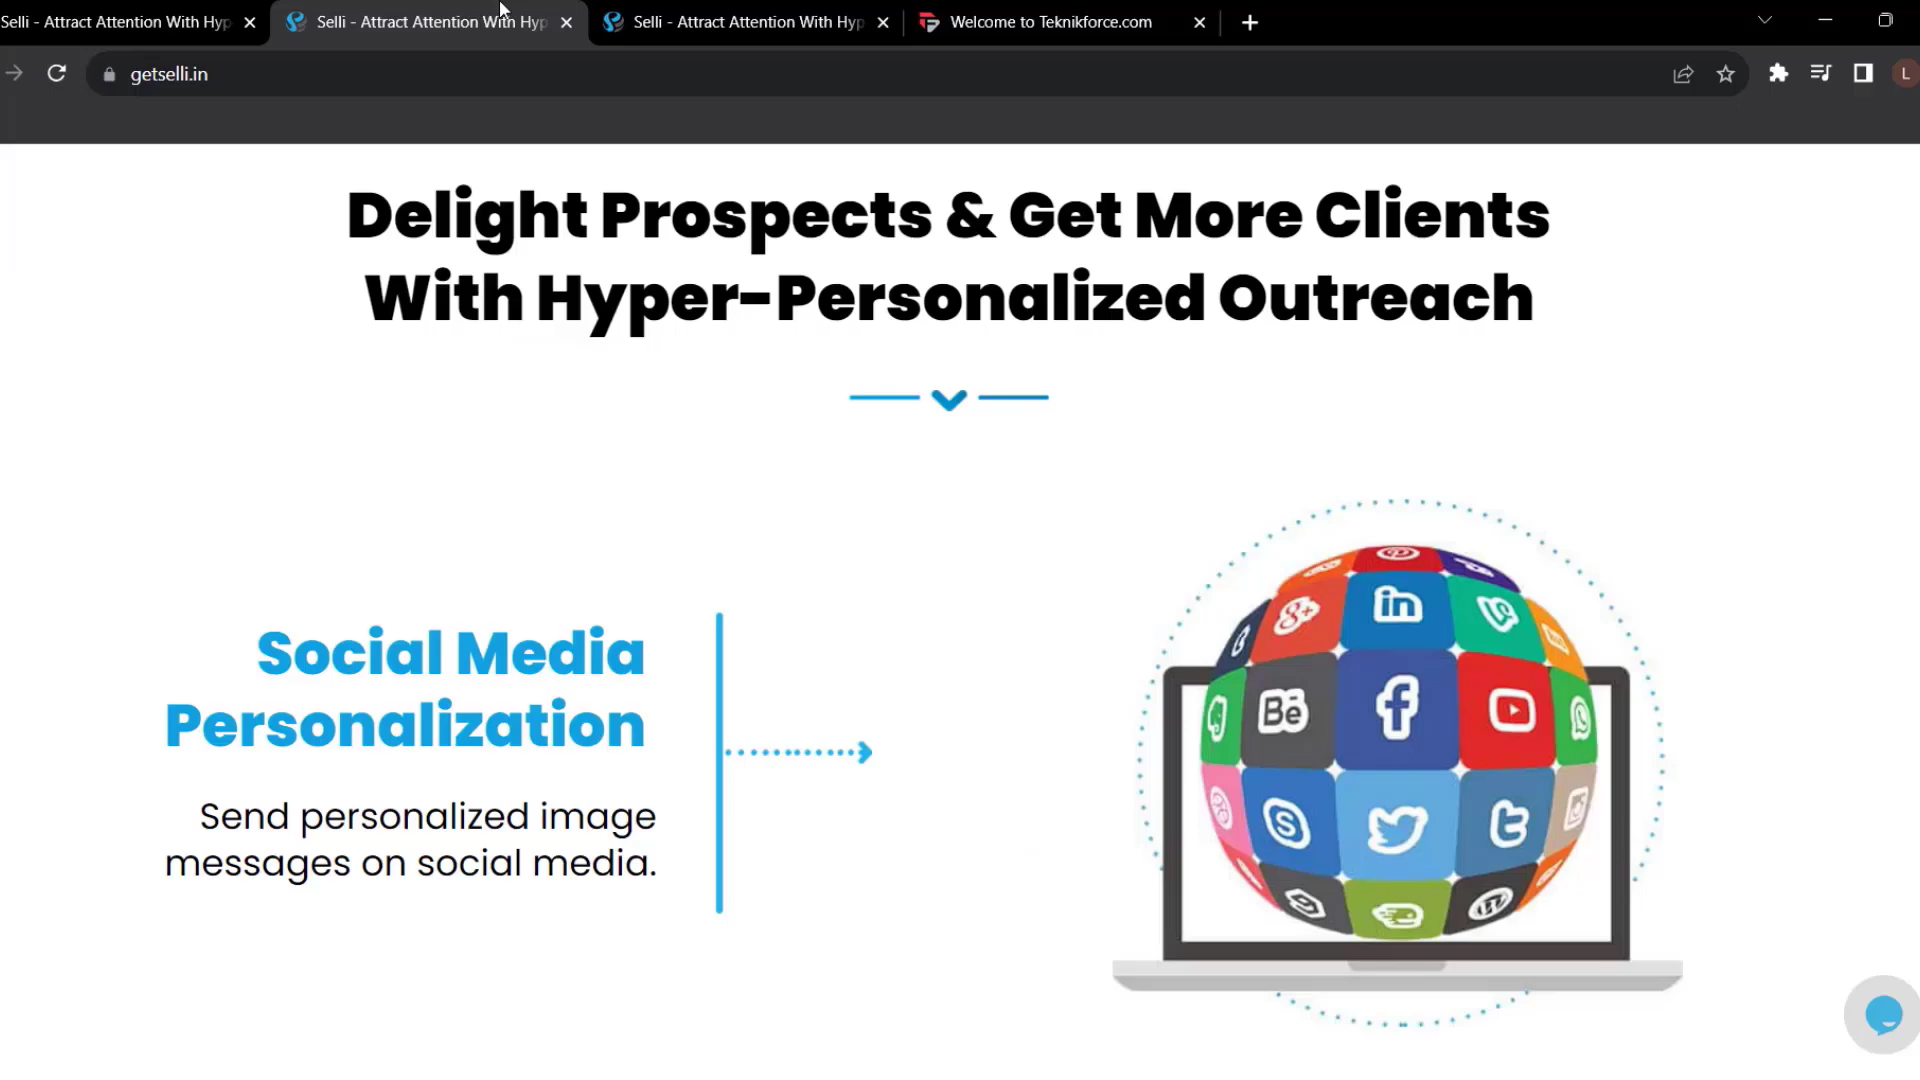 Selli - Attract Attention With Hyp
Selli - Attract Attention With Hyp
Selli - Attract Attention With Hyp
Welcome to Teknikforce.com
getselli.in
L
Delight Prospects & Get More Clients
With Hyper-Personalized Outreach
Social Media
Personalization
Send personalized image
messages on social media.
in
Bē